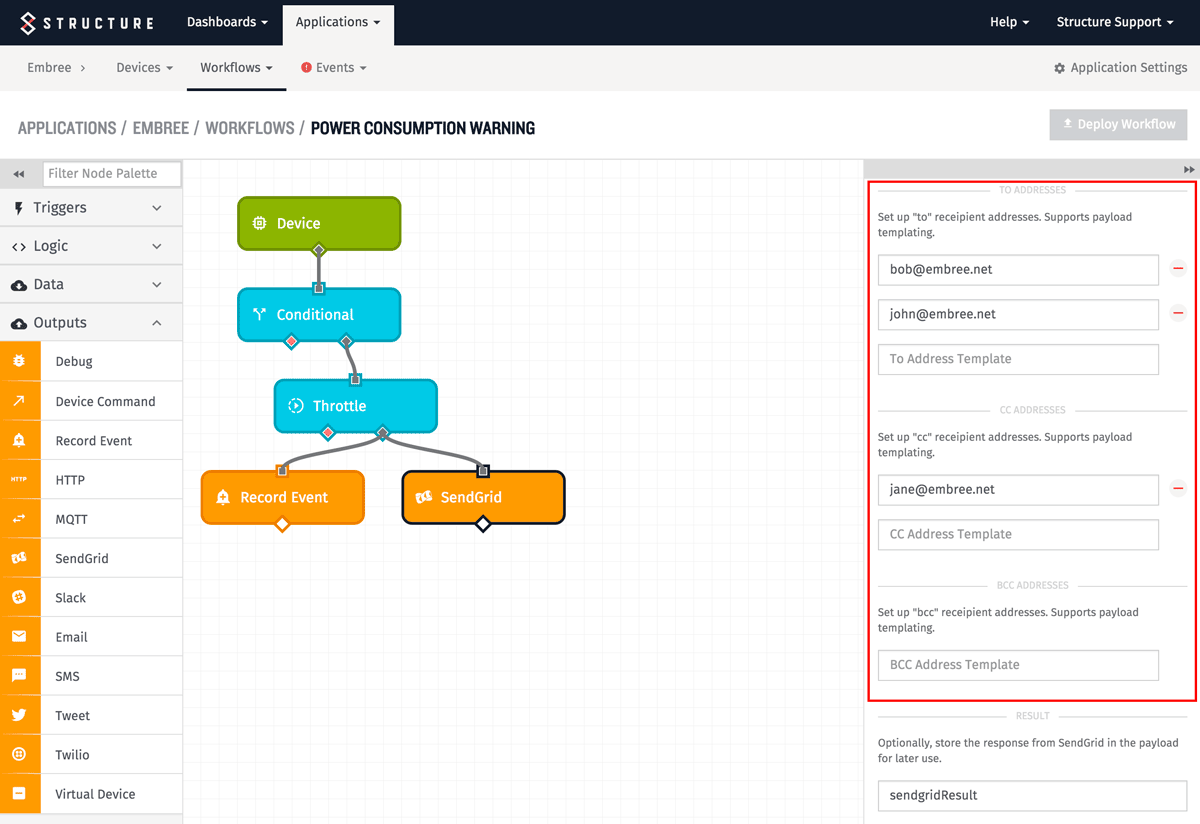 STRUCTURE
Dashboards
Applications
Help
Structure Support
Embree
Devices
Workflows
Events
Application Settings
APPLICATIONS / EMBREE / WORKFLOWS / POWER CONSUMPTION WARNING
Deploy Workflow
Filter Node Palette
Triggers
Logic
Data
Outputs
Debug
Device Command
Record Event
HTTP
HTTP
MQTT
SendGrid
Slack
Email
SMS
Tweet
Twilio
Virtual Device
Device
Conditional
Throttle
Record Event
SendGrid
TO ADDRESSES
Set up "to" receipient addresses. Supports payload
templating.
bob@embree.net
john@embree.net
To Address Template
CC ADDRESSES
Set up "cc" receipient addresses. Supports payload
templating.
jane@embree.net
CC Address Template
BCC ADDRESSES
Set up "bcc" receipient addresses. Supports payload
templating.
BCC Address Template
RESULT
Optionally, store the response from SendGrid in the payload
for later use.
sendgridResult